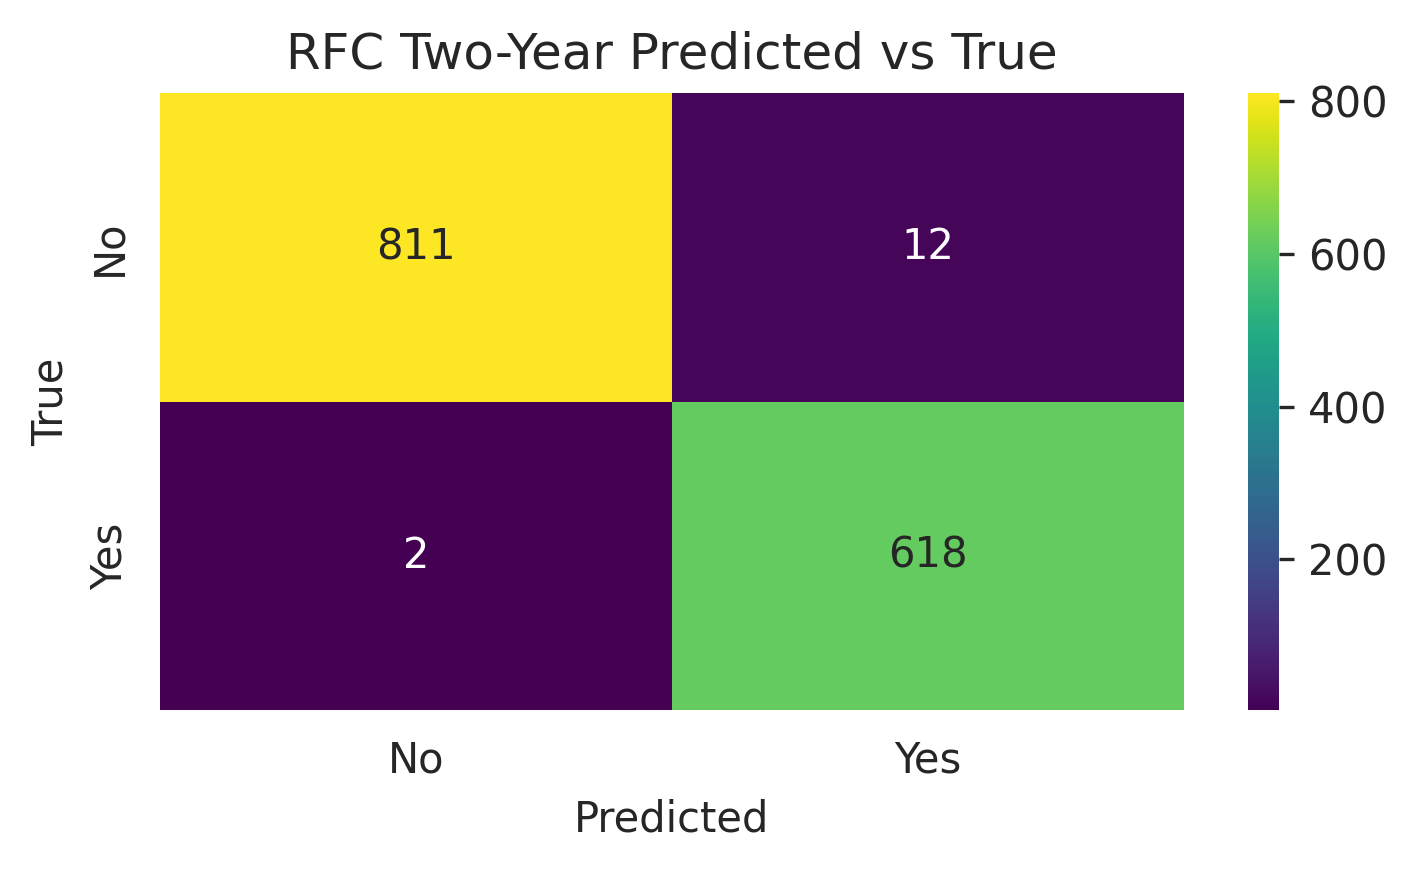 RFC Two-Year Predicted vs True
800
No
811
12
600
True
400
Yes
2
618
200
No
Yes
Predicted